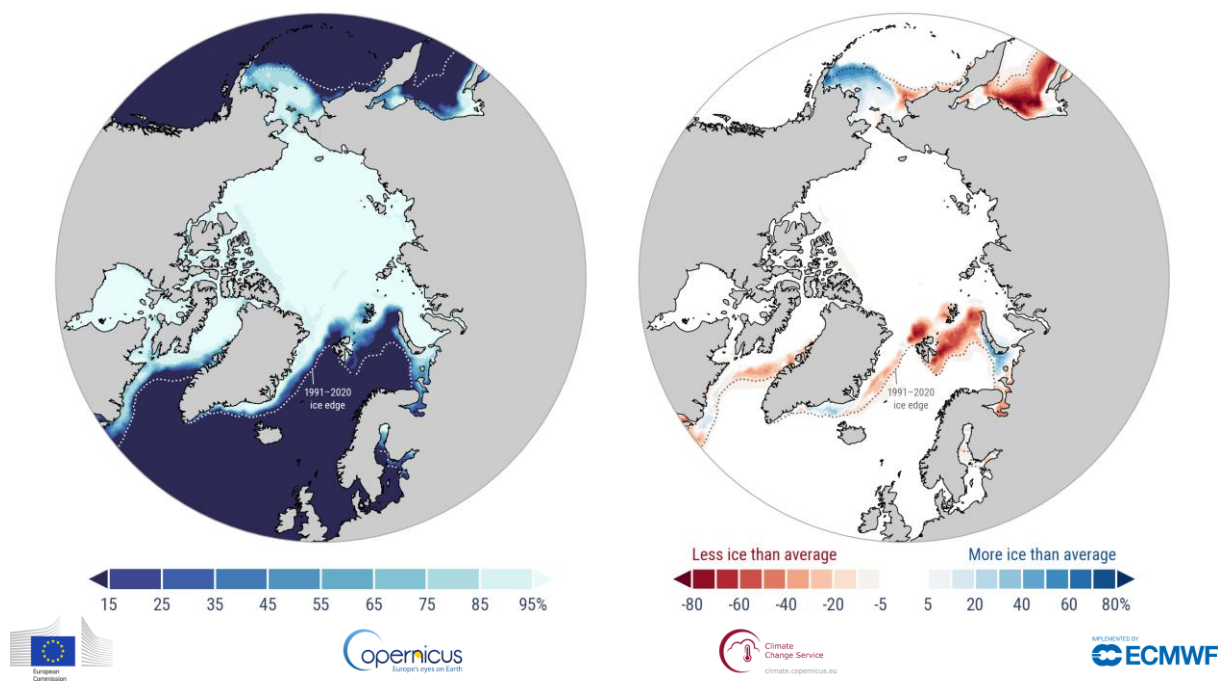 1991–2020
ice edge
1991–2020
ice edge
15 25 35 45 55 65 75 85 95%
Less ice than average
More ice than average
-80 -60 -40 -20 -5
5 20 40 60 80%
European
Commission
opernicus
Europe's eyes on Earth
Climate
Change Service
climate.copernicus.eu
IMPLEMENTED BY
ECMWF